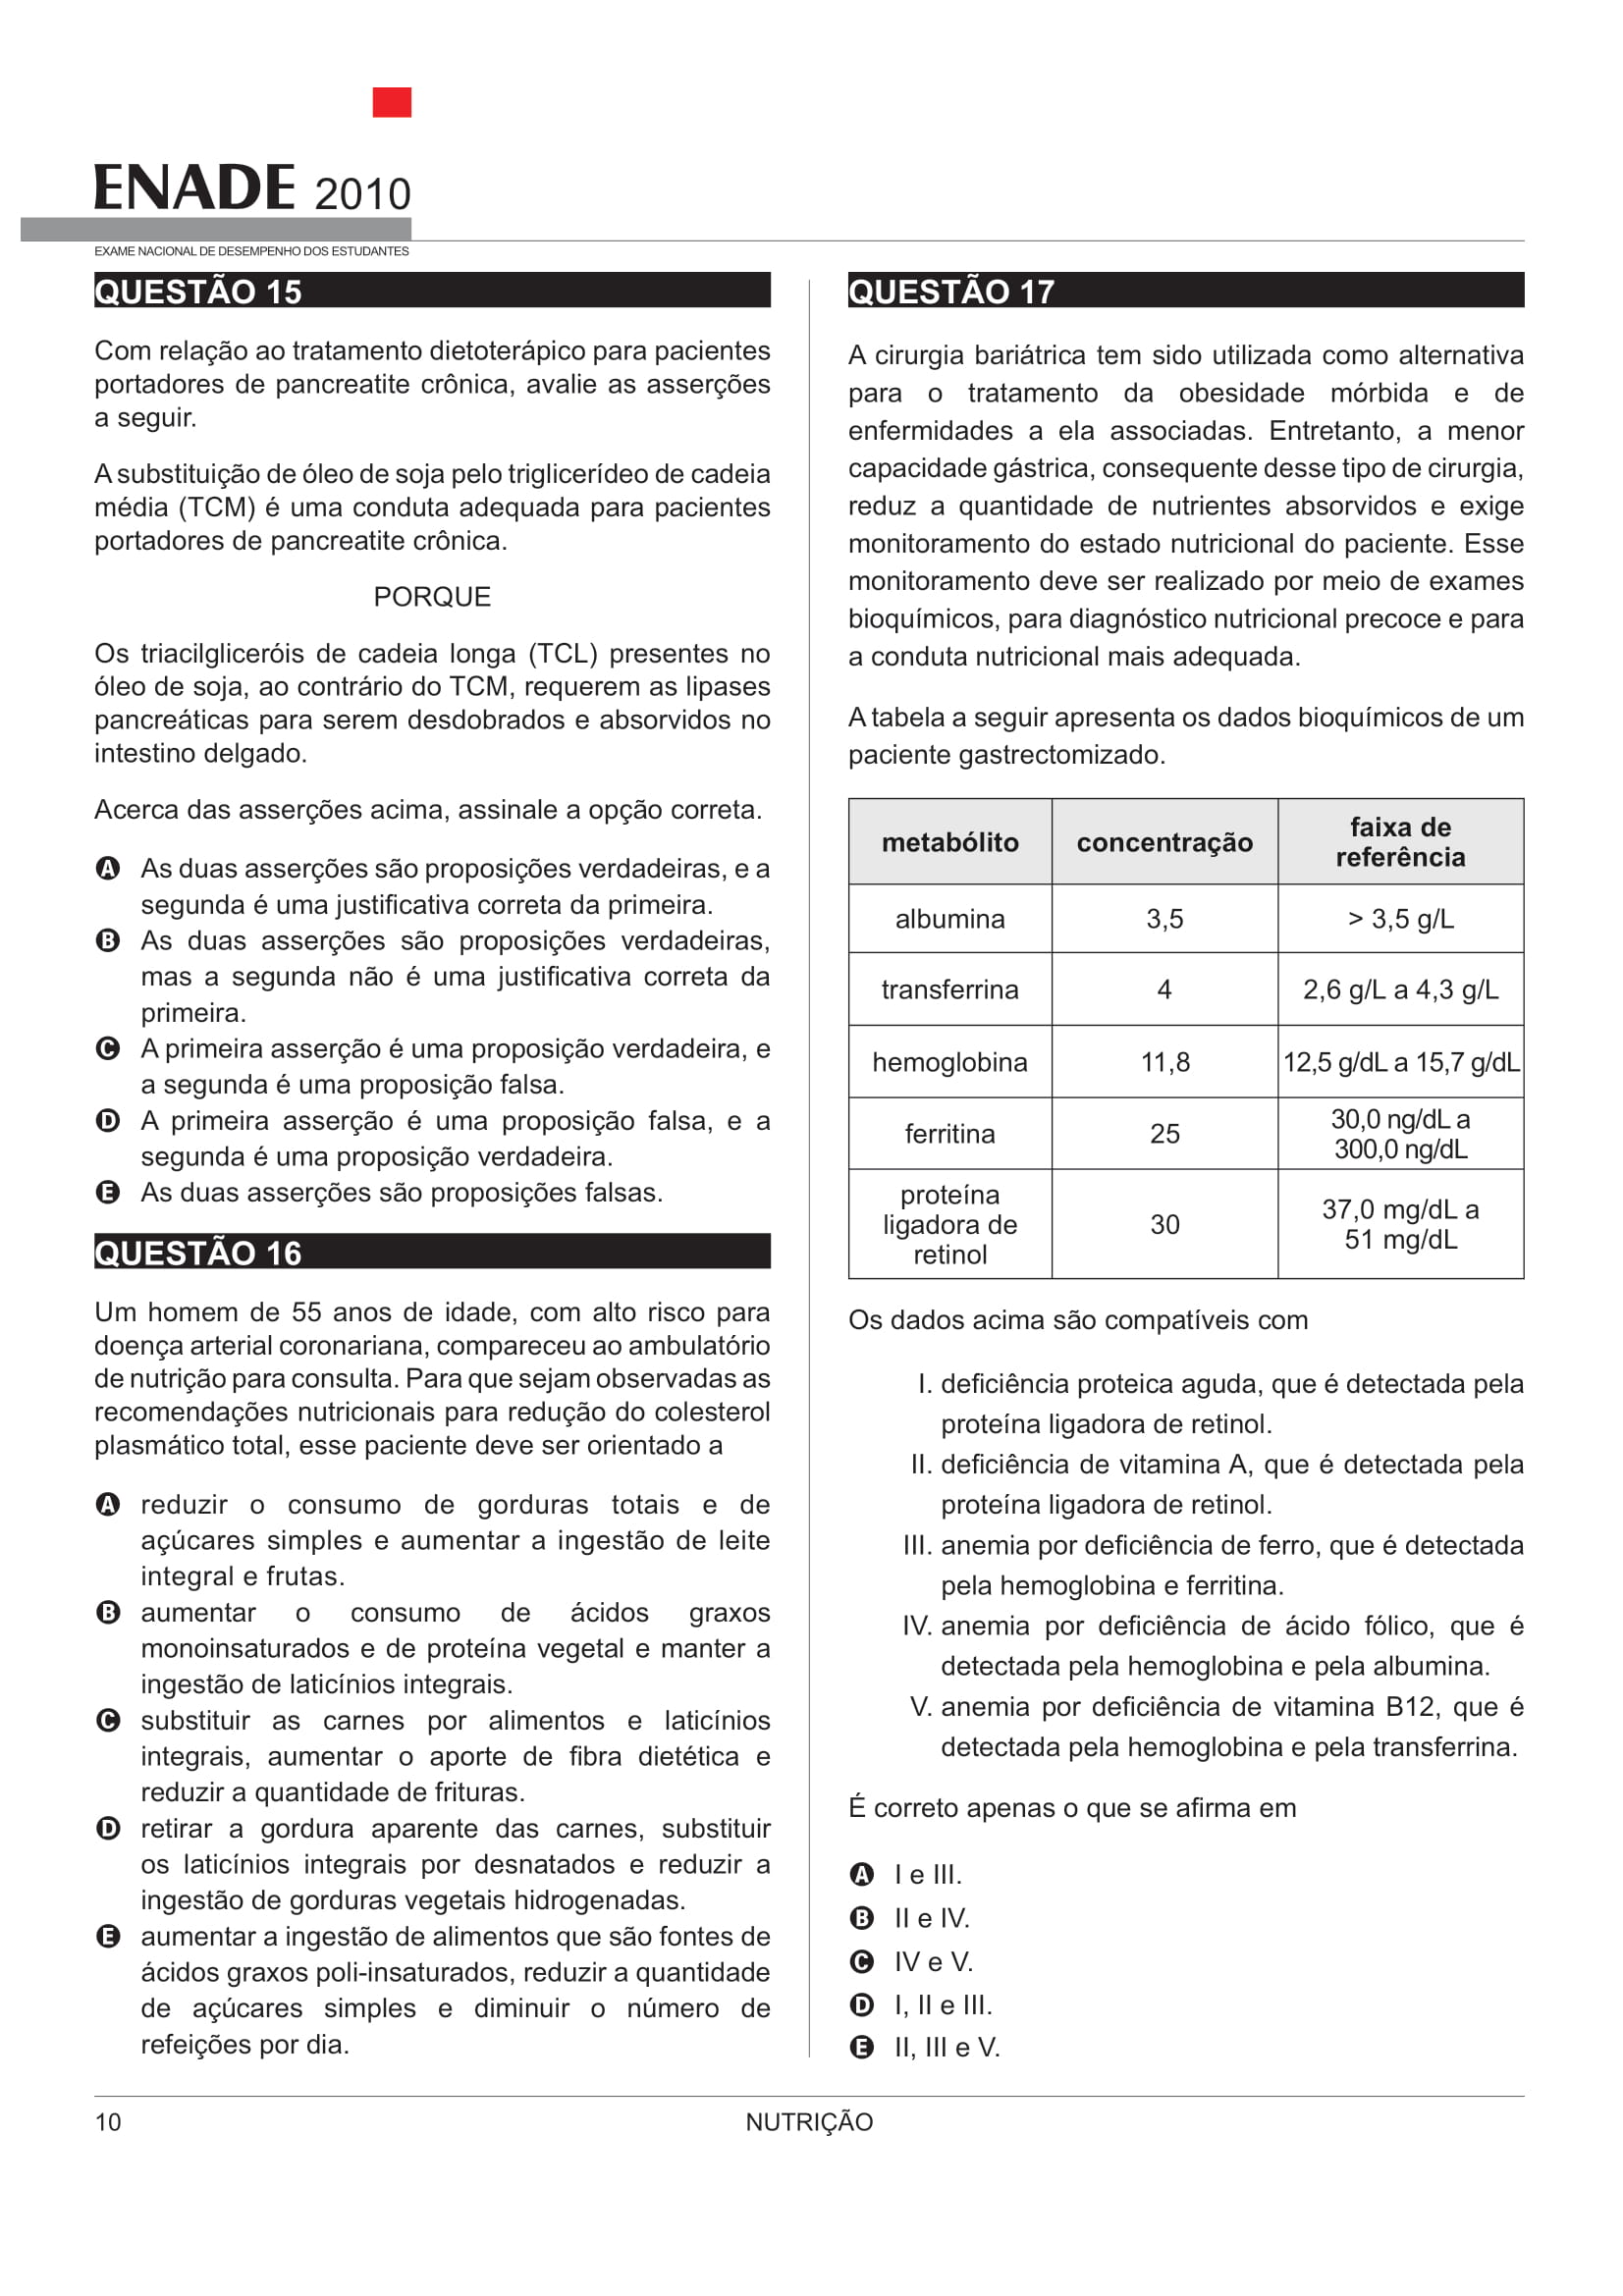 ENADE 2010
EXAME NACIONAL DE DESEMPENHO DOS ESTUDANTES
QUESTÃO 15
Com relação ao tratamento dietoterápico para pacientes
portadores de pancreatite crônica, avalie as asserções
a seguir.
A substituição de óleo de soja pelo triglicerídeo de cadeia
média (TCM) é uma conduta adequada para pacientes
portadores de pancreatite crônica.
PORQUE
Os triacilgliceróis de cadeia longa (TCL) presentes no
óleo de soja, ao contrário do TCM, requerem as lipases
pancreáticas para serem desdobrados e absorvidos no
intestino delgado.
Acerca das asserções acima, assinale a opção correta.
A As duas asserções são proposições verdadeiras, e a
segunda é uma justificativa correta da primeira.
B As duas asserções são proposições verdadeiras,
mas a segunda não é uma justificativa correta da
primeira.
C A primeira asserção é uma proposição verdadeira, e
a segunda é uma proposição falsa.
D A primeira asserção é uma proposição falsa, e a
segunda é uma proposição verdadeira.
E As duas asserções são proposições falsas.
QUESTÃO 16
Um homem de 55 anos de idade, com alto risco para
doença arterial coronariana, compareceu ao ambulatório
de nutrição para consulta. Para que sejam observadas as
recomendações nutricionais para redução do colesterol
plasmático total, esse paciente deve ser orientado a
A reduzir o consumo de gorduras totais e de
açúcares simples e aumentar a ingestão de leite
integral e frutas.
B aumentar o consumo de ácidos graxos
monoinsaturados e de proteína vegetal e manter a
ingestão de laticínios integrais.
C substituir as carnes por alimentos e laticínios
integrais, aumentar o aporte de fibra dietética e
reduzir a quantidade de frituras.
D retirar a gordura aparente das carnes, substituir
os laticínios integrais por desnatados e reduzir a
ingestão de gorduras vegetais hidrogenadas.
E aumentar a ingestão de alimentos que são fontes de
ácidos graxos poli-insaturados, reduzir a quantidade
de açúcares simples e diminuir o número de
refeições por dia.
QUESTÃO 17
A cirurgia bariátrica tem sido utilizada como alternativa
para o tratamento da obesidade mórbida e de
enfermidades a ela associadas. Entretanto, a menor
capacidade gástrica, consequente desse tipo de cirurgia,
reduz a quantidade de nutrientes absorvidos e exige
monitoramento do estado nutricional do paciente. Esse
monitoramento deve ser realizado por meio de exames
bioquímicos, para diagnóstico nutricional precoce e para
a conduta nutricional mais adequada.
A tabela a seguir apresenta os dados bioquímicos de um
paciente gastrectomizado.
metabólito concentração faixa de
referência
albumina 3,5 > 3,5 g/L
transferrina 4 2,6 g/L a 4,3 g/L
hemoglobina 11,8 12,5 g/dL a 15,7 g/dL
ferritina 25 30,0 ng/dL a
300,0 ng/dL
proteína
ligadora de
retinol 30 37,0 mg/dL a
51 mg/dL
Os dados acima são compatíveis com
I. deficiência proteica aguda, que é detectada pela
proteína ligadora de retinol.
II. deficiência de vitamina A, que é detectada pela
proteína ligadora de retinol.
III. anemia por deficiência de ferro, que é detectada
pela hemoglobina e ferritina.
IV. anemia por deficiência de ácido fólico, que é
detectada pela hemoglobina e pela albumina.
V. anemia por deficiência de vitamina B12, que é
detectada pela hemoglobina e pela transferrina.
É correto apenas o que se afirma em
A I e III.
B II e IV.
C IV e V.
D I, II e III.
E II, III e V.
10
NUTRIÇÃO